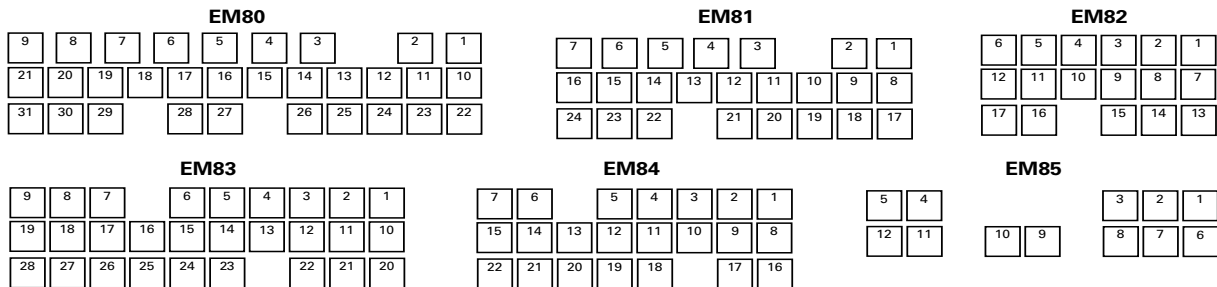 EM80 EM81 EM82
9 8 7 6 5 4 3 2 1 7 6 5 4 3 2 1 6 5 4 3 2 1
21 20 19 18 17 16 15 14 13 12 11 10 16 15 14 13 12 11 10 9 8 12 11 10 9 8 7
31 30 29 28 27 26 25 24 23 22 24 23 22 21 20 19 18 17 17 16 15 14 13
EM83 EM84 EM85
9 8 7 6 5 4 3 2 1 7 6 5 4 3 2 1 5 4 3 2 1
19 18 17 16 15 14 13 12 11 10 15 14 13 12 11 10 9 8 12 11 10 9 8 7 6
28 27 26 25 24 23 22 21 20 22 21 20 19 18 17 16